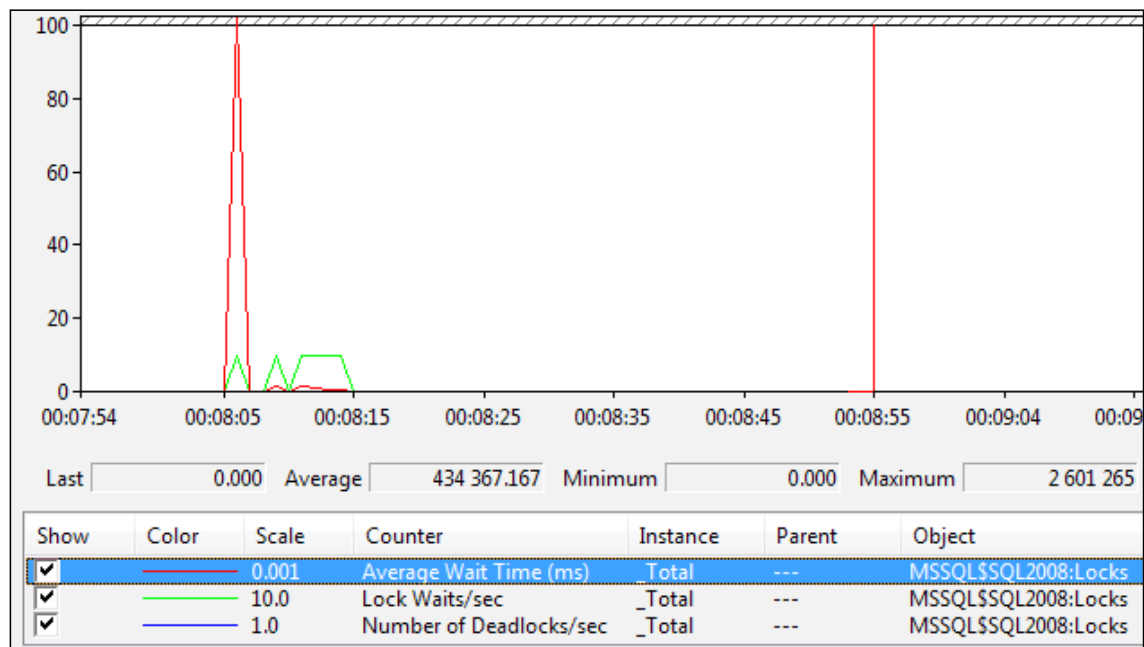 100
80
60
40
20
0
00:07:54 00:08:05 00:08:15 00:08:25 00:08:35 00:08:45 00:08:55 00:09:04 00:09
Last 0.000 Average 434 367.167 Minimum 0.000 Maximum 2 601 265
Show Color Scale Counter Instance Parent Object
0.001 Average Wait Time (ms) _Total --- MSSQL$SQL2008:Locks
10.0 Lock Waits/sec _Total --- MSSQL$SQL2008:Locks
1.0 Number of Deadlocks/sec _Total --- MSSQL$SQL2008:Locks